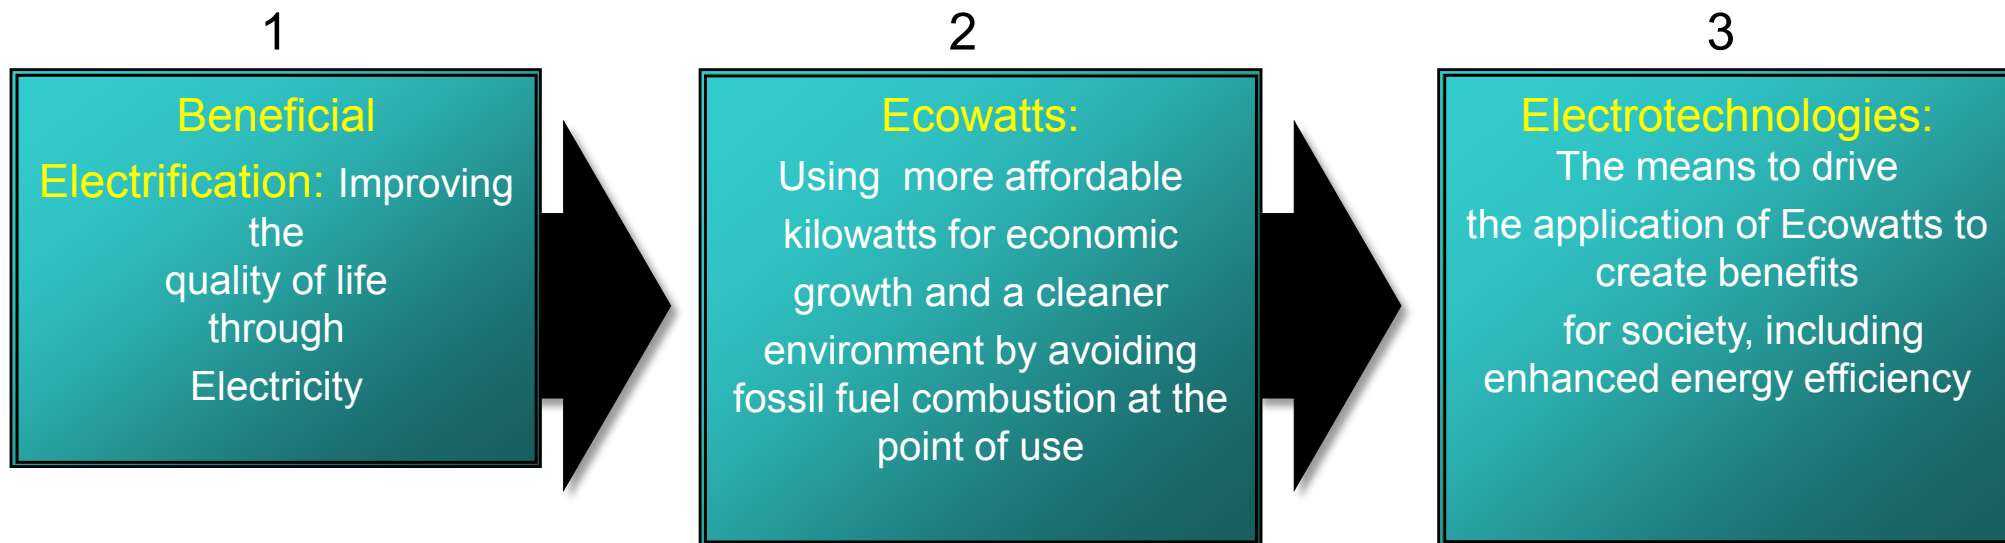 1
Beneficial
Electrification: Improving
the
quality of life
through
Electricity
2
Ecowatts:
Using more affordable
kilowatts for economic
growth and a cleaner
environment by avoiding
fossil fuel combustion at the
point of use
3
Electrotechnologies:
The means to drive
the application of Ecowatts to
create benefits
for society, including
enhanced energy efficiency